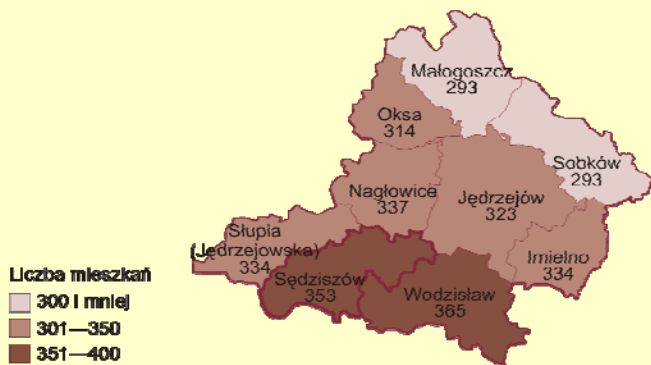 Małogoszcz
293
Oksa
314
Sobków
293
Nagłowice
337
Jędrzejów
323
Słupia
(Jędrzejowska)
334
Imielno
334
Sędziszów
353
Wodzisław
365
Liczba mieszkań
300 i mniej
301—350
351—400